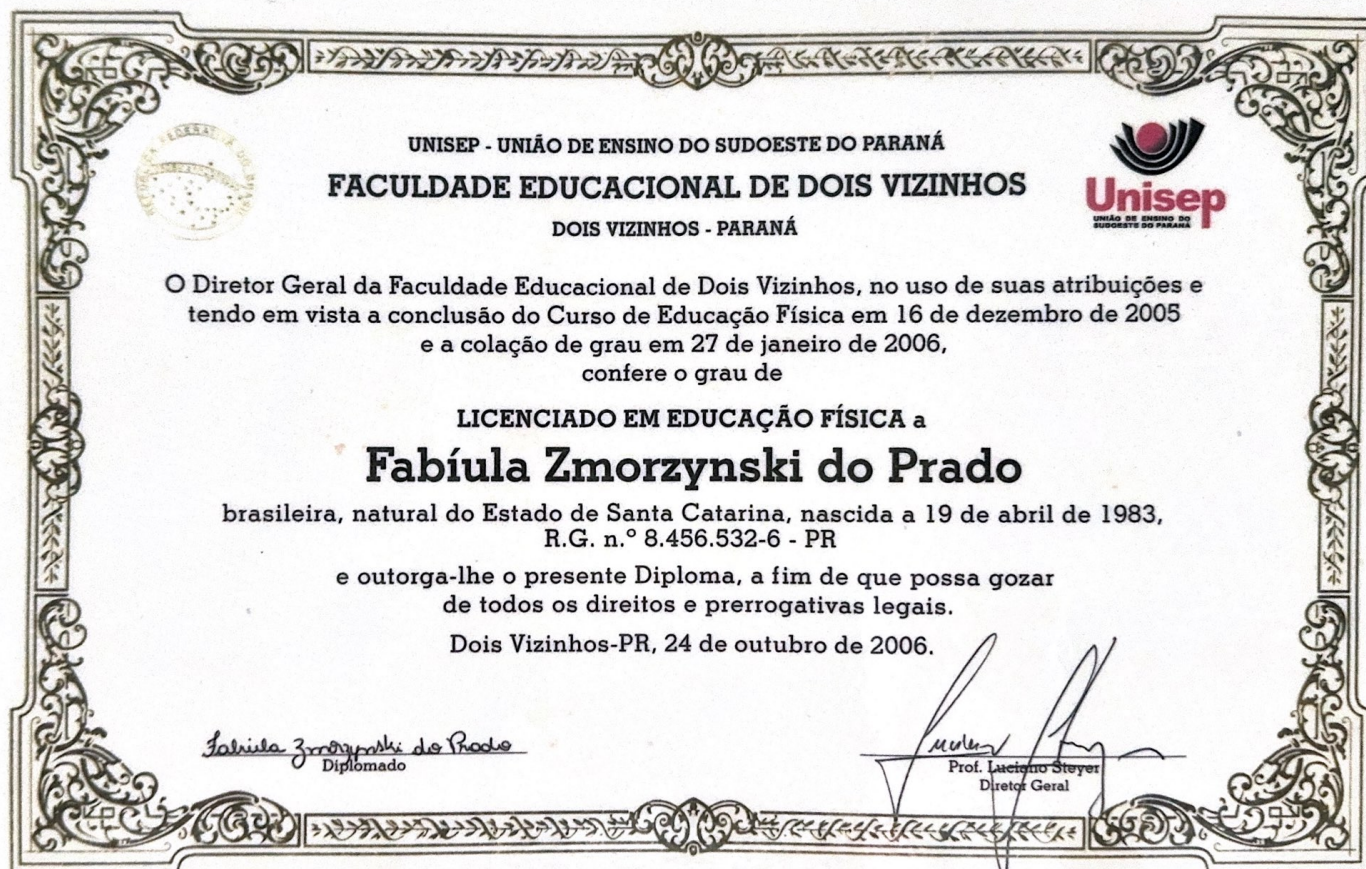 UNISEP - UNIÃO DE ENSINO DO SUDOESTE DO PARANÁ
FACULDADE EDUCACIONAL DE DOIS VIZINHOS
DOIS VIZINHOS - PARANÁ
Unisep
UNIÃO DE ENSINO DO
SUDOESTE DO PARANÁ
O Diretor Geral da Faculdade Educacional de Dois Vizinhos, no uso de suas atribuições e
tendo em vista a conclusão do Curso de Educação Física em 16 de dezembro de 2005
e a colação de grau em 27 de janeiro de 2006,
confere o grau de
LICENCIADO EM EDUCAÇÃO FÍSICA a
Fabíula Zmorzynski do Prado
brasileira, natural do Estado de Santa Catarina, nascida a 19 de abril de 1983,
R.G. n.º 8.456.532-6 - PR
e outorga-lhe o presente Diploma, a fim de que possa gozar
de todos os direitos e prerrogativas legais.
Dois Vizinhos-PR, 24 de outubro de 2006.
Fabiula Zmorzynski do Prado
Diplomado
Prof. Luciano Steyer
Diretor Geral